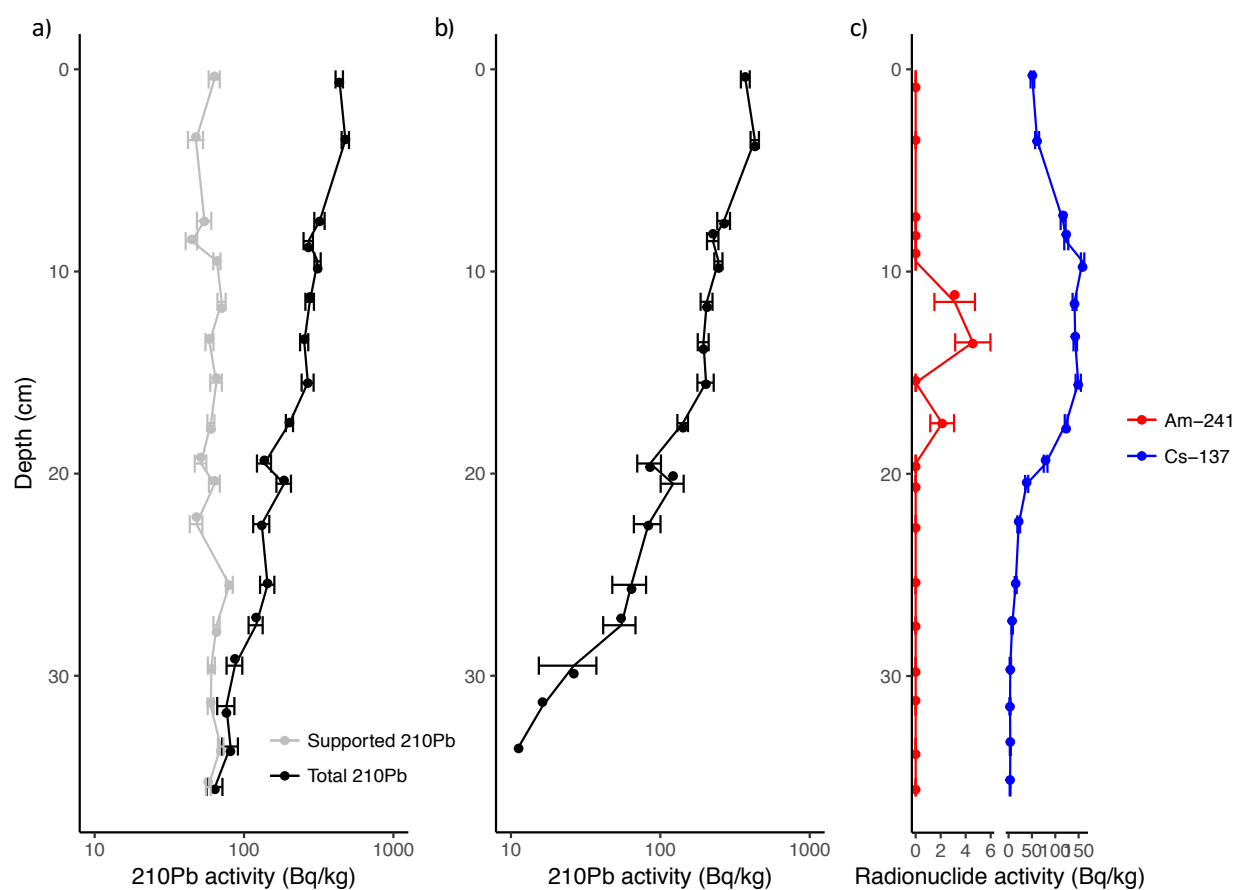 a)
b)
c)
Depth (cm)
0
10
20
30
Supported 210Pb
Total 210Pb
10
100
1000
210Pb activity (Bq/kg)
0
10
20
30
10
100
1000
210Pb activity (Bq/kg)
0
10
20
30
0
2
4
6
0
50
100
150
Radionuclide activity (Bq/kg)
Am−241
Cs−137